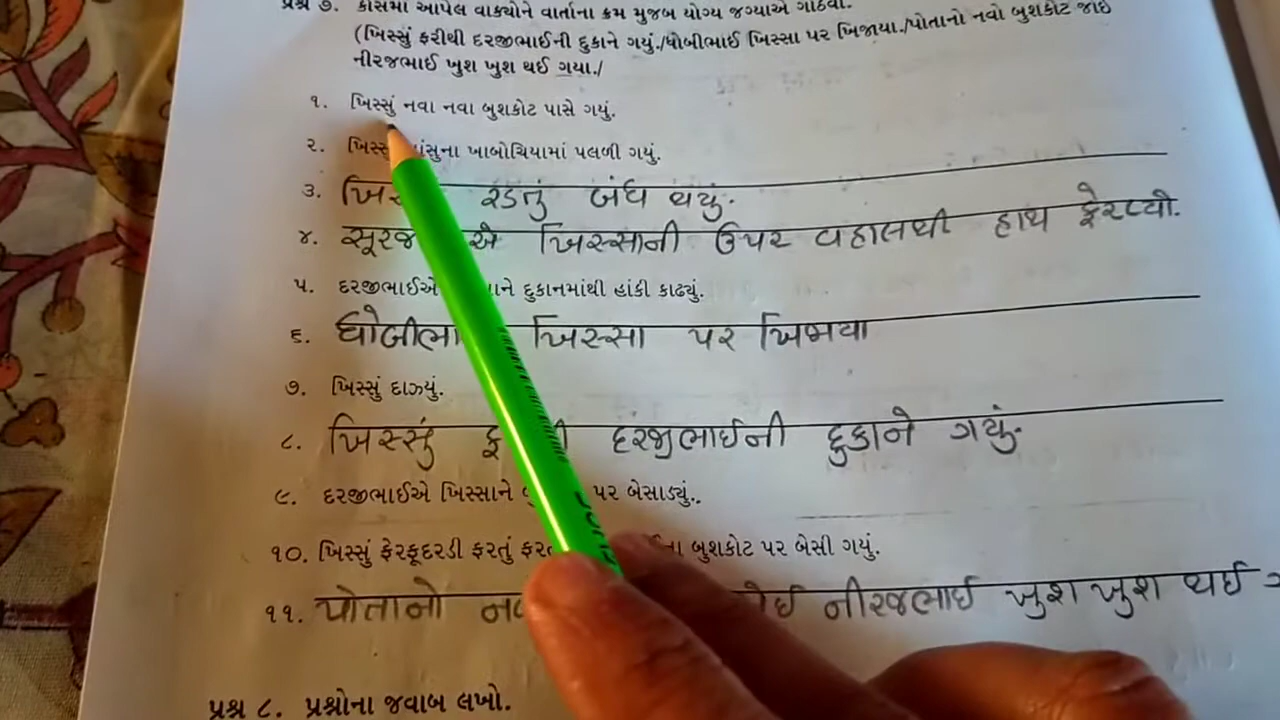 પ્રશ્ન ૭. કૌંસમાં આપેલ વાક્યોને વાર્તાના ક્રમ મુજબ યોગ્ય જગ્યાએ ગોઠવો.
(ખિસ્સું ફરીથી દરજીભાઈની દુકાને ગયું./ધોબીભાઈ ખિસ્સા પર ખિજાયા./પોતાનો નવો બુશકોટ જોઈ
નીરજભાઈ ખુશ ખુશ થઈ ગયા./
૧. ખિસ્સું નવા નવા બુશકોટ પાસે ગયું.
૨. ખાબોચિયામાં પલળી ગયું.
૩. રડતું બંધ થયું.
૪. એ ખિસ્સાની ઉપર વહાલથી હાથ ફેરવ્યો.
૫. દરજીભાઈએ દુકાનમાંથી હાંકી કાઢ્યું.
૬. ખિસ્સા પર ખિજાયા
૭. ખિસ્સું દાઝ્યું.
૮. ખિસ્સું દરજીભાઈની દુકાને ગયું.
૯. દરજીભાઈએ ખિસ્સાને પર બેસાડ્યું..
૧૦. ખિસ્સું ફેરફૂદરડી ફરતું બુશકોટ પર બેસી ગયું.
૧૧. પોતાનો નીરજભાઈ ખુશ ખુશ થઈ
પ્રશ્ન ૮. પ્રશ્નોના જવાબ લખો.